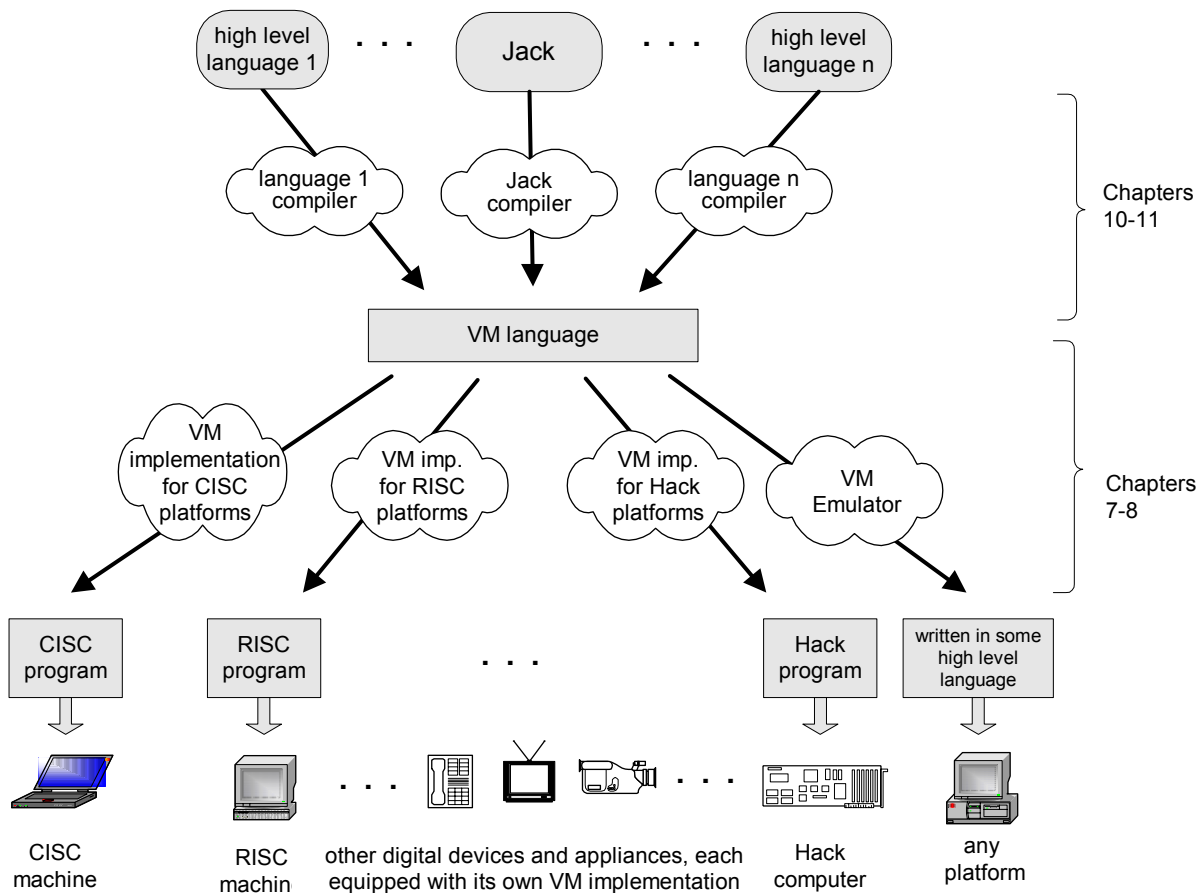 high level
language 1
. . .
Jack
. . .
high level
language n
language 1
compiler
Jack
compiler
language n
compiler
Chapters
10-11
VM language
VM
implementation
for CISC
platforms
VM imp.
for RISC
platforms
VM imp.
for Hack
platforms
VM
Emulator
Chapters
7-8
CISC
program
RISC
program
. . .
Hack
program
written in some
high level
language
. . .
. . .
CISC
machine
RISC
machin
other digital devices and appliances, each
equipped with its own VM implementation
Hack
computer
any
platform